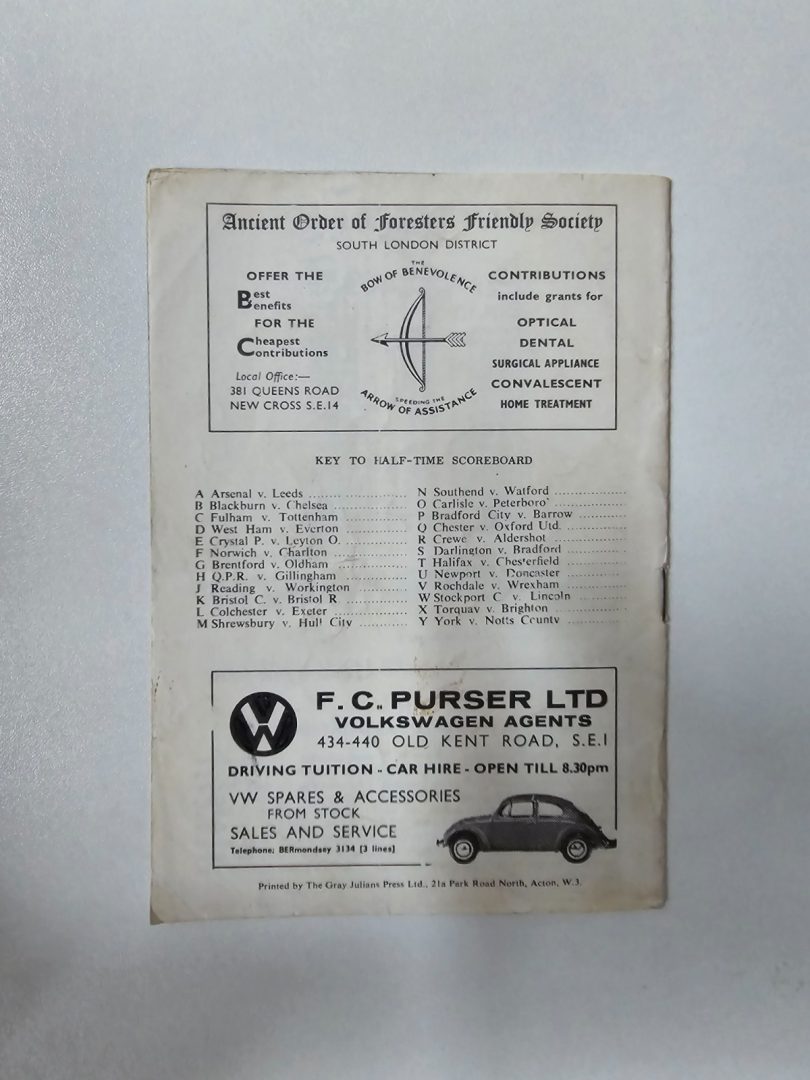 Ancient Order of Foresters Friendly Society
SOUTH LONDON DISTRICT
OFFER THE
Best
Benefits
FOR THE
Cheapest
Contributions
Local Office:—
381 QUEENS ROAD
NEW CROSS S.E.14
THE
BOW OF BENEVOLENCE
SPEEDING THE
ARROW OF ASSISTANCE
CONTRIBUTIONS
include grants for
OPTICAL
DENTAL
SURGICAL APPLIANCE
CONVALESCENT
HOME TREATMENT
KEY TO HALF-TIME SCOREBOARD
A Arsenal v. Leeds
B Blackburn v. Chelsea
C Fulham v. Tottenham
D West Ham v. Everton
E Crystal P. v. Leyton O.
F Norwich v. Charlton
G Brentford v. Oldham
H Q.P.R. v. Gillingham
J Reading v. Workington
K Bristol C. v. Bristol R.
L Colchester v. Exeter
M Shrewsbury v. Hull City
N Southend v. Watford
O Carlisle v. Peterboro'
P Bradford City v. Barrow
Q Chester v. Oxford Utd.
R Crewe v. Aldershot
S Darlington v. Bradford
T Halifax v. Chesterfield
U Newport v. Doncaster
V Rochdale v. Wrexham
W Stockport C v. Lincoln
X Torquay v. Brighton
Y York v. Notts County
VW
F. C. PURSER LTD
VOLKSWAGEN AGENTS
434-440 OLD KENT ROAD, S.E.1
DRIVING TUITION - CAR HIRE - OPEN TILL 8.30pm
VW SPARES & ACCESSORIES
FROM STOCK
SALES AND SERVICE
Telephone: BERmondsey 3134 [3 lines]
Printed by The Gray Julians Press Ltd., 21a Park Road North, Acton, W.3.